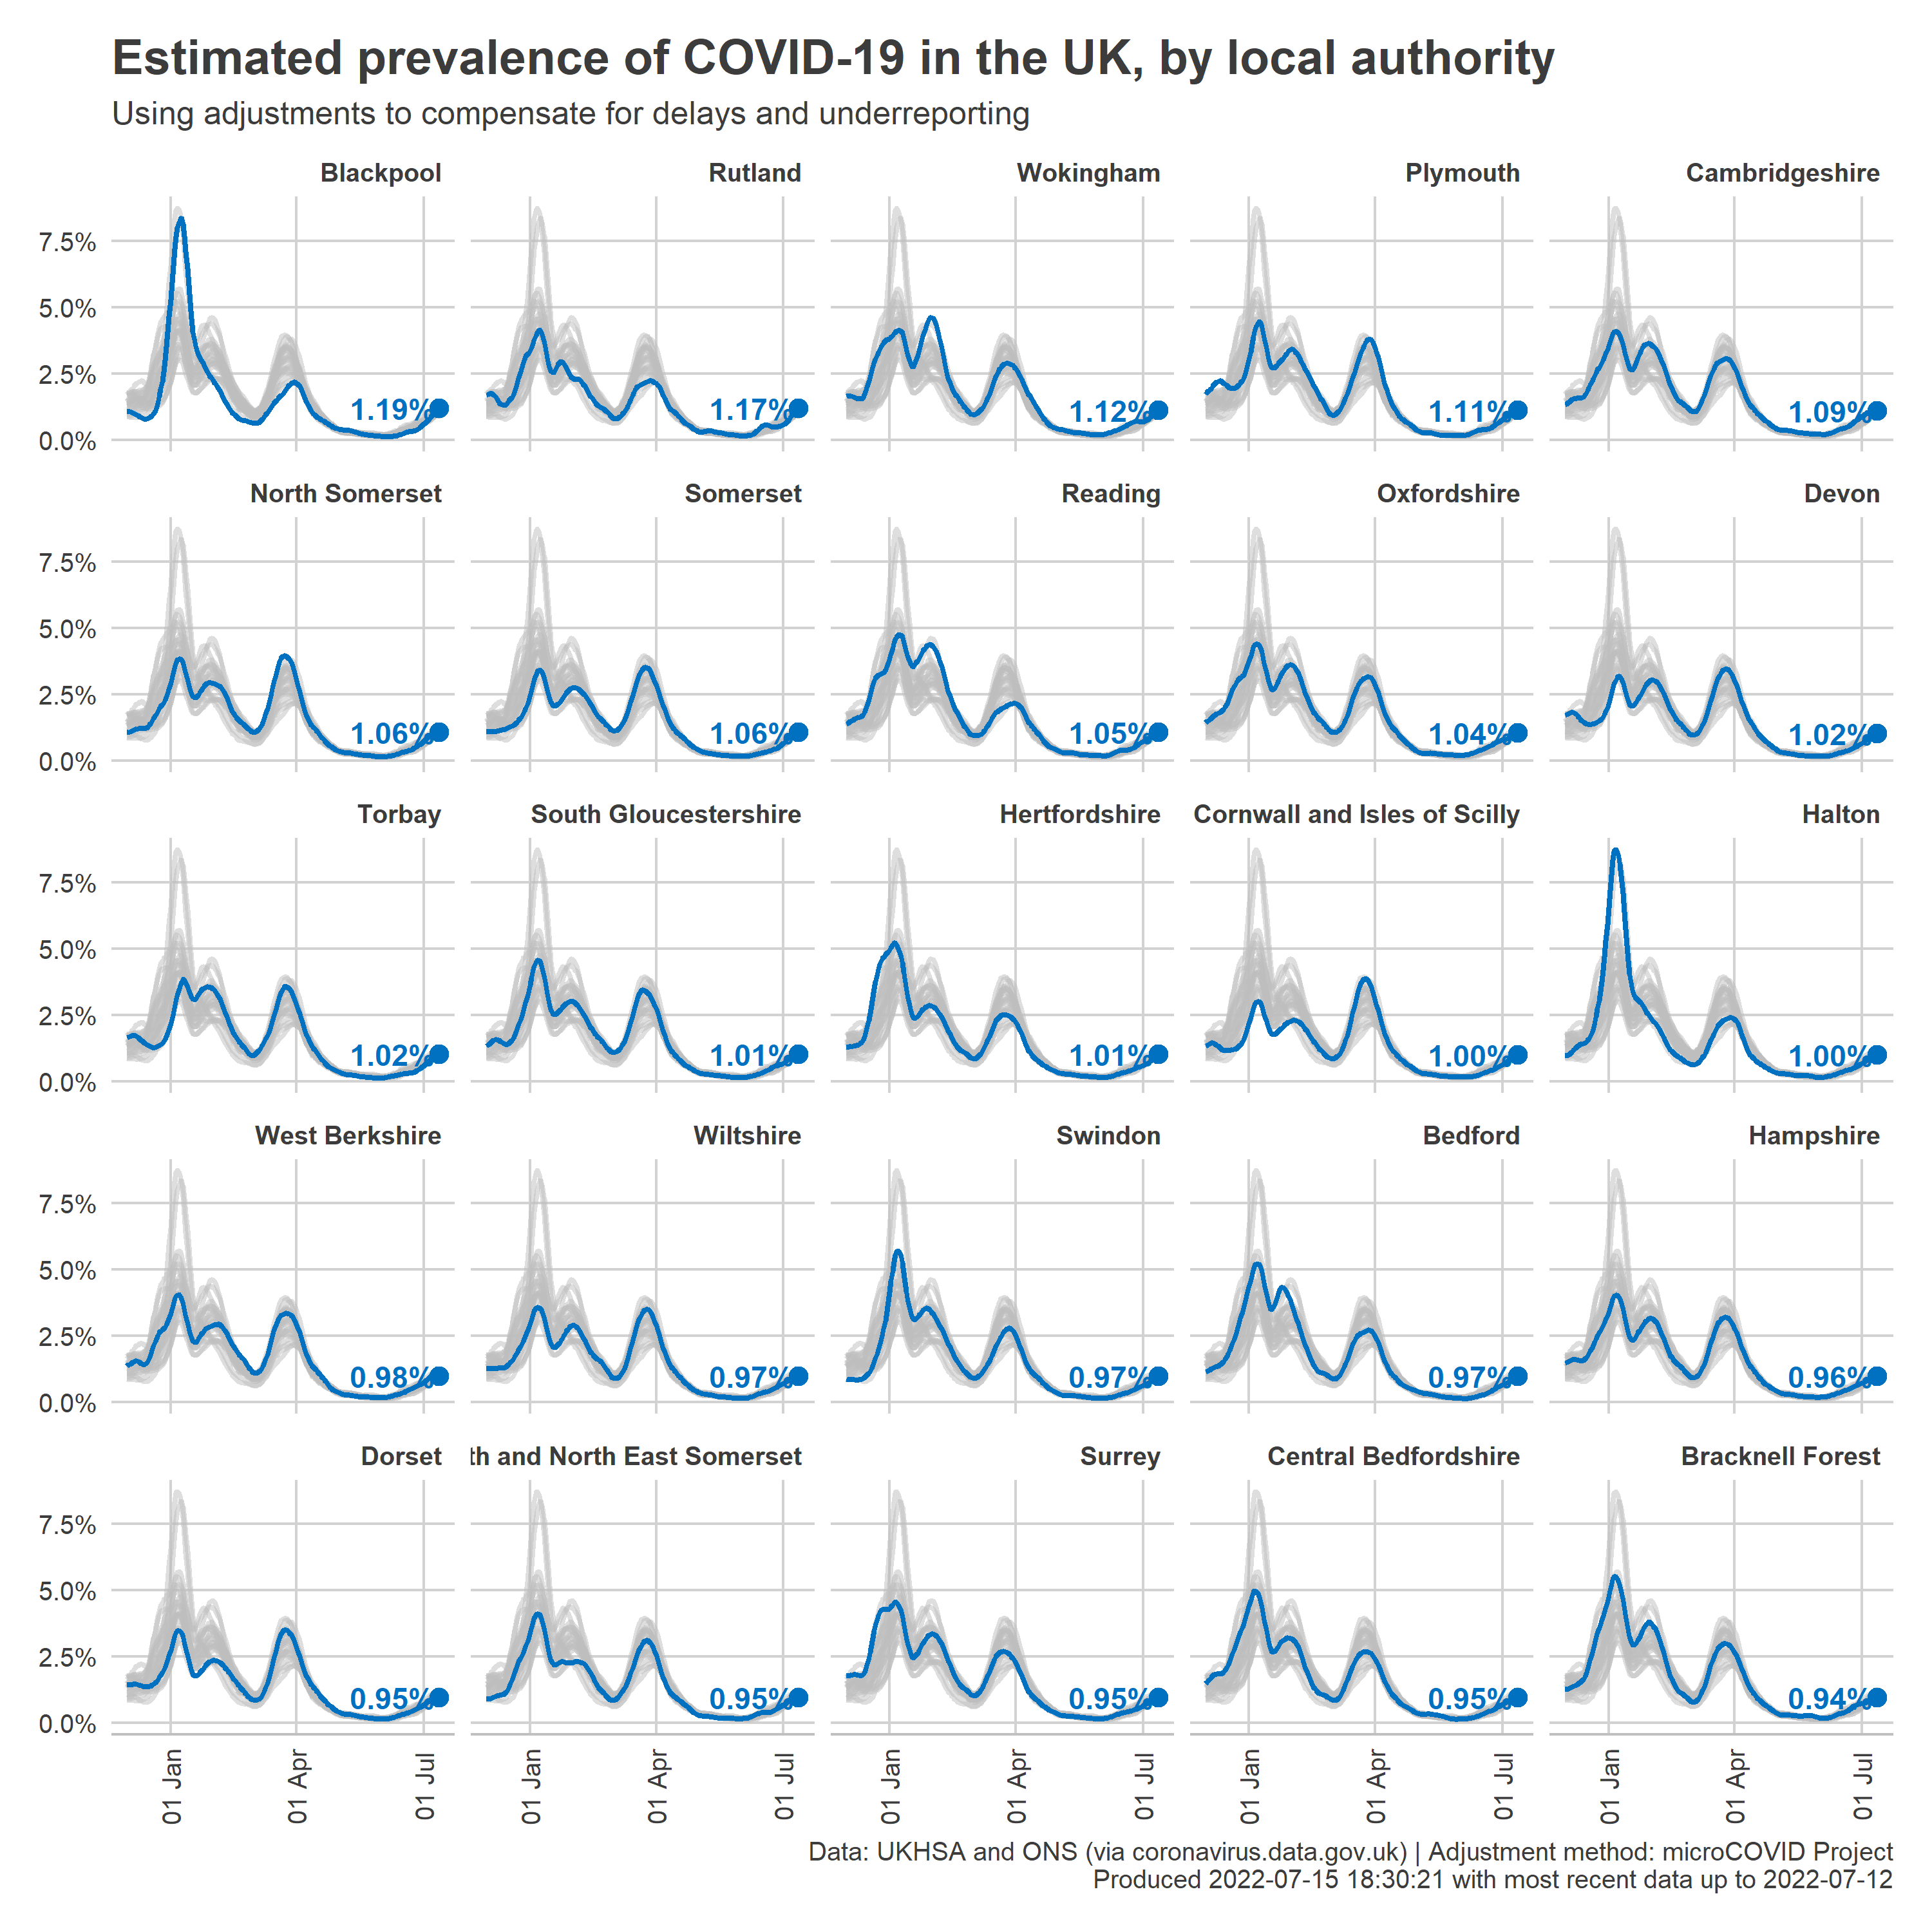 Estimated prevalence of COVID-19 in the UK, by local authority
Using adjustments to compensate for delays and underreporting
Blackpool
Rutland
Wokingham
Plymouth
Cambridgeshire
7.5%
5.0%
2.5%
0.0%
1.19%
1.17%
1.12%
1.11%
1.09%
North Somerset
Somerset
Reading
Oxfordshire
Devon
7.5%
5.0%
2.5%
0.0%
1.06%
1.06%
1.05%
1.04%
1.02%
Torbay
South Gloucestershire
Hertfordshire
Cornwall and Isles of Scilly
Halton
7.5%
5.0%
2.5%
0.0%
1.02%
1.01%
1.01%
1.00%
1.00%
West Berkshire
Wiltshire
Swindon
Bedford
Hampshire
7.5%
5.0%
2.5%
0.0%
0.98%
0.97%
0.97%
0.97%
0.96%
Dorset
th and North East Somerset
Surrey
Central Bedfordshire
Bracknell Forest
7.5%
5.0%
2.5%
0.0%
0.95%
0.95%
0.95%
0.95%
0.94%
01 Jan
01 Apr
01 Jul
01 Jan
01 Apr
01 Jul
01 Jan
01 Apr
01 Jul
01 Jan
01 Apr
01 Jul
01 Jan
01 Apr
01 Jul
Data: UKHSA and ONS (via coronavirus.data.gov.uk) | Adjustment method: microCOVID Project
Produced 2022-07-15 18:30:21 with most recent data up to 2022-07-12